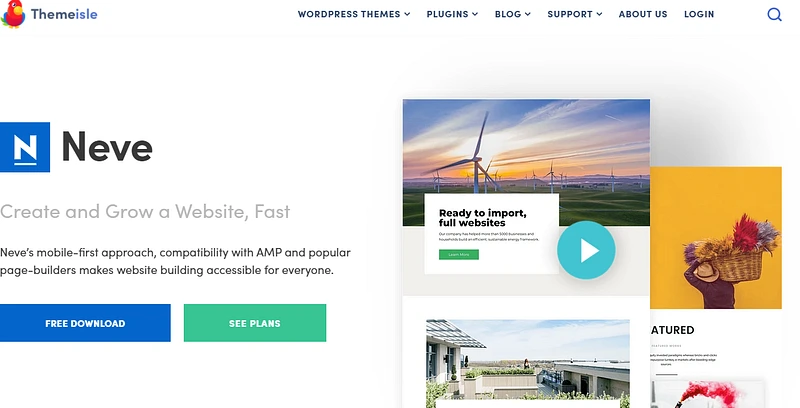 Themeisle
WORDPRESS THEMES
PLUGINS
BLOG
SUPPORT
ABOUT US
LOGIN
N
Neve
Create and Grow a Website, Fast
Neve's mobile-first approach, compatibility with AMP and popular
page-builders makes website building accessible for everyone.
FREE DOWNLOAD
SEE PLANS
Ready to import,
full websites
Our company has helped more than 5000 businesses and
households build an efficient, sustainable energy framework.
Learn More
ATURED
FEATURED WORKS